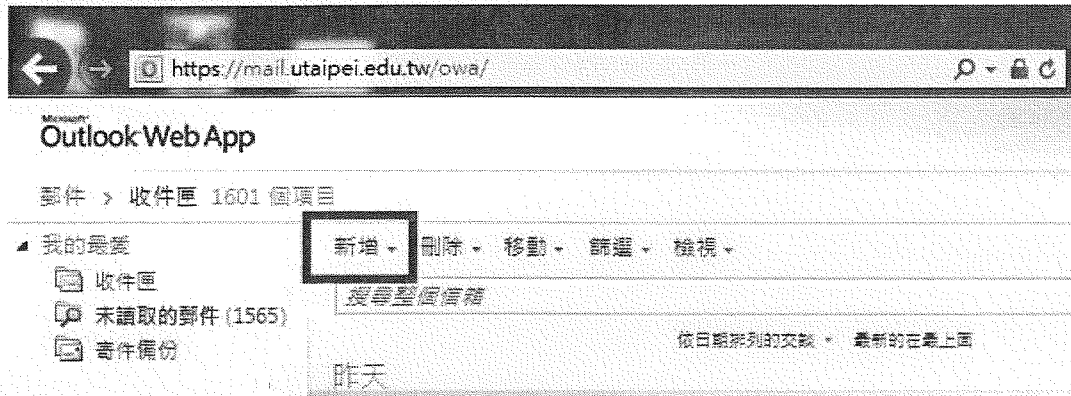 https://mail.utaipei.edu.tw/owa/
Microsoft
Outlook Web App
郵件 > 收件匣 1601 個項目
我的最愛
新增 刪除 移動 篩選 檢視
收件匣
搜尋整個信箱
未讀取的郵件 (1565)
依日期排列的交談 最新的在最上面
寄件備份
昨天